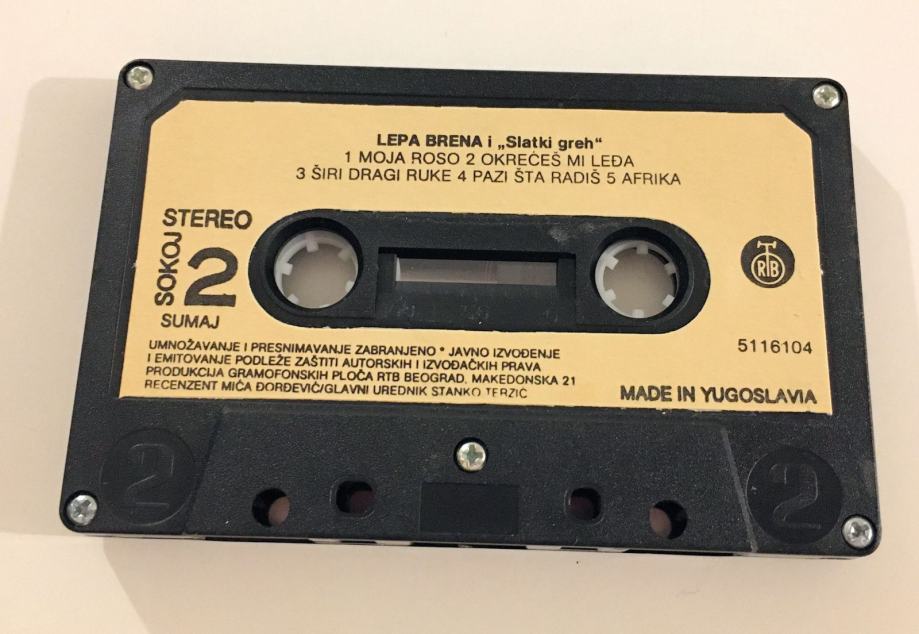 LEPA BRENA i „Slatki greh“
1 MOJA ROSO 2 OKREĆEŠ MI LEĐA
3 ŠIRI DRAGI RUKE 4 PAZI ŠTA RADIŠ 5 AFRIKA
STEREO
SOKOJ
2
SUMAJ
RTB
5116104
UMNOŽAVANJE I PRESNIMAVANJE ZABRANJENO * JAVNO IZVOĐENJE
I EMITOVANJE PODLEŽE ZAŠTITI AUTORSKIH I IZVOĐAČKIH PRAVA
PRODUKCIJA GRAMOFONSKIH PLOČA RTB BEOGRAD, MAKEDONSKA 21
RECENZENT MIĆA ĐORĐEVIĆ/GLAVNI UREDNIK STANKO TERZIĆ
MADE IN YUGOSLAVIA
2
2